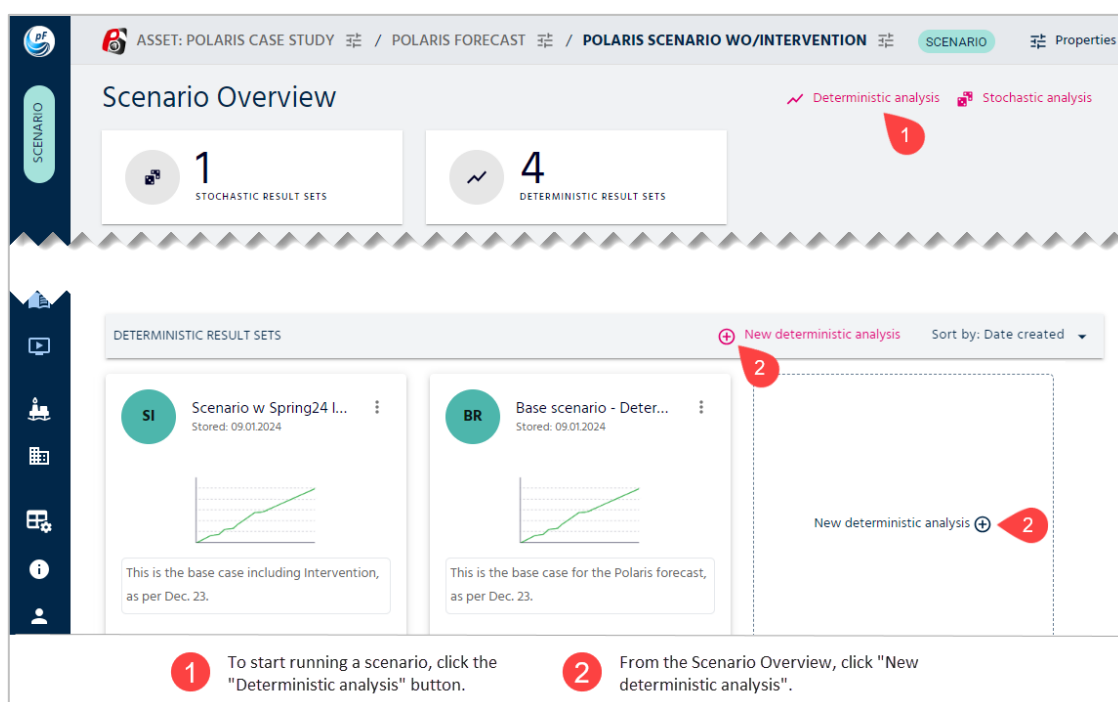 PF
ASSET: POLARIS CASE STUDY / POLARIS FORECAST / POLARIS SCENARIO WO/INTERVENTION SCENARIO Properties
SCENARIO
Scenario Overview
Deterministic analysis Stochastic analysis
1
1
STOCHASTIC RESULT SETS
4
DETERMINISTIC RESULT SETS
DETERMINISTIC RESULT SETS New deterministic analysis Sort by: Date created
2
SI
Scenario w Spring24 I...
Stored: 09.01.2024
BR
Base scenario - Deter...
Stored: 09.01.2024
New deterministic analysis 2
This is the base case including Intervention,
as per Dec. 23.
This is the base case for the Polaris forecast,
as per Dec. 23.
1
To start running a scenario, click the
"Deterministic analysis" button.
2
From the Scenario Overview, click "New
deterministic analysis".